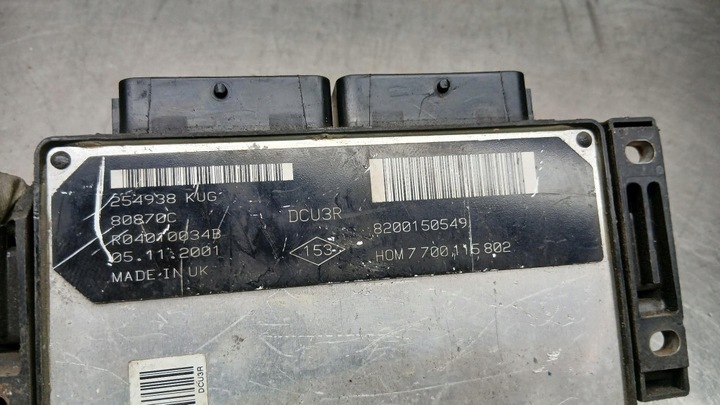 254938 KUG
80870C
R04010034B
05.11.2001
MADE IN UK
DCU3R
153
8200150549
HOM 7 700 115 802
DCU3R